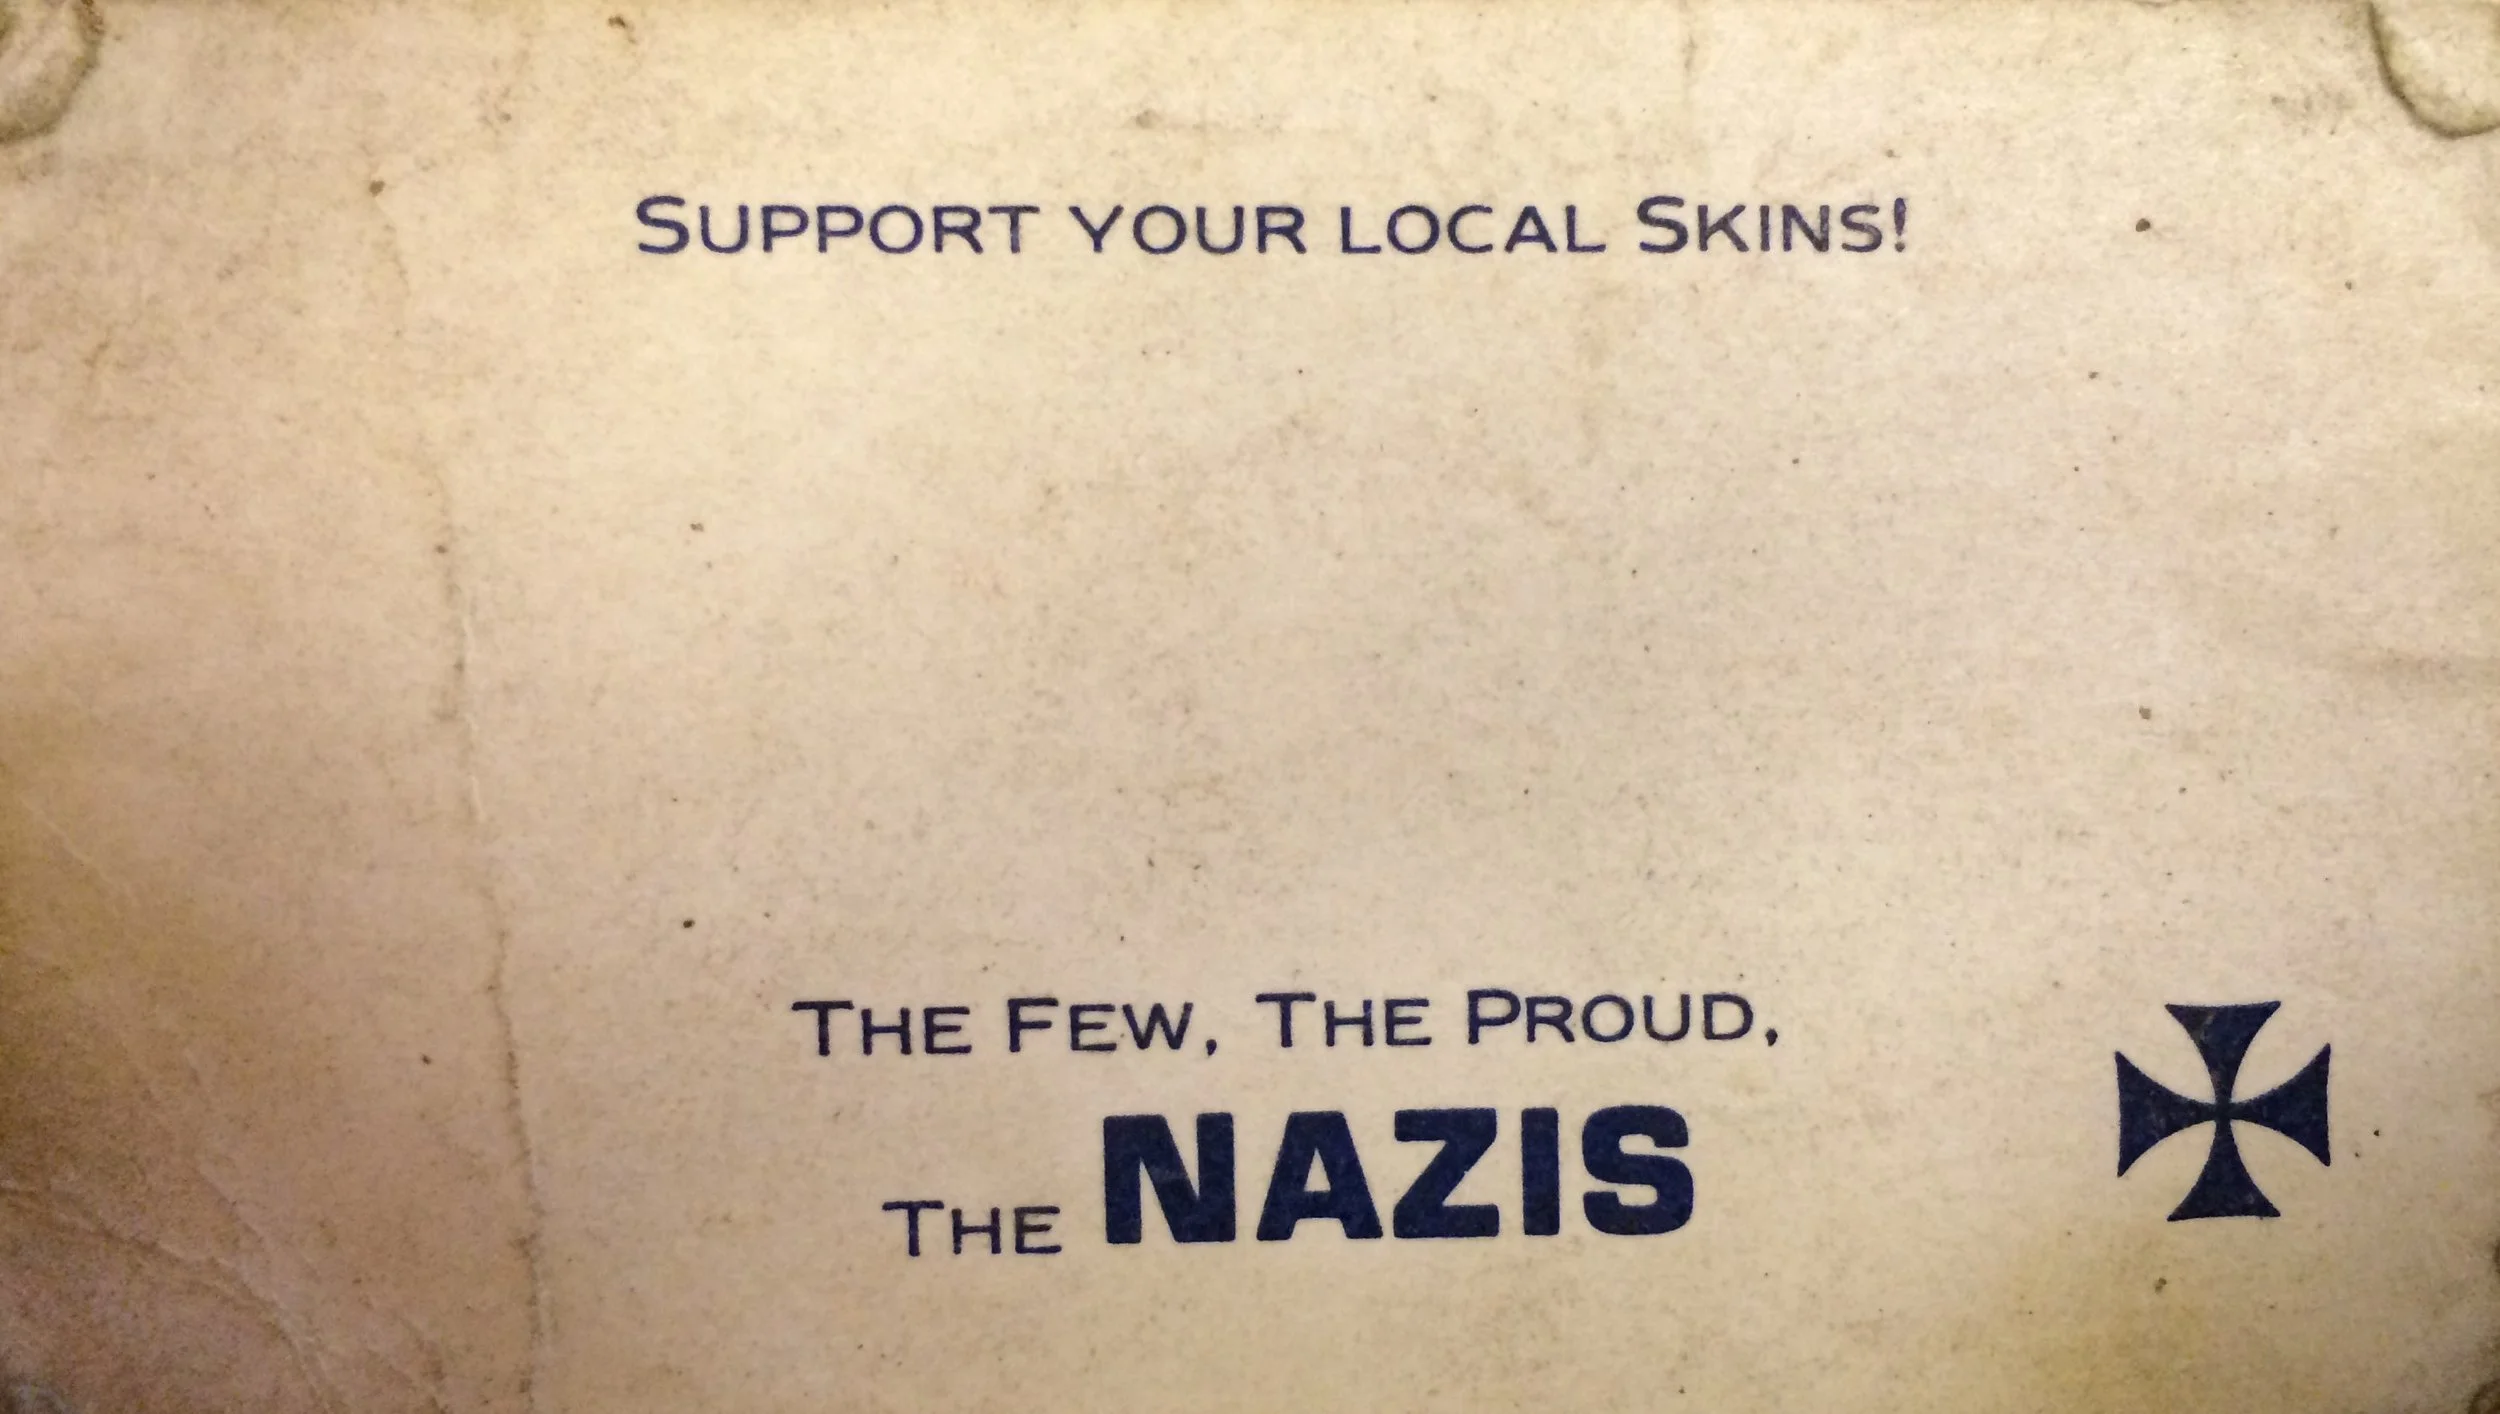 Support your local Skins!
The Few, The Proud,
The NAZIS